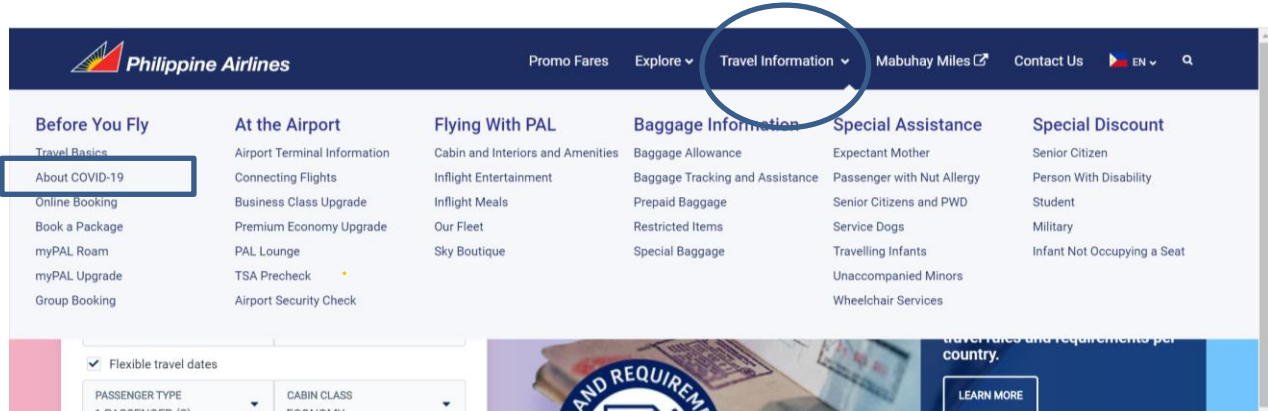 Philippine Airlines
Promo Fares Explore Travel Information Mabuhay Miles Contact Us EN
Before You Fly
Travel Basics
About COVID-19
Online Booking
Book a Package
myPAL Roam
myPAL Upgrade
Group Booking
At the Airport
Airport Terminal Information
Connecting Flights
Business Class Upgrade
Premium Economy Upgrade
PAL Lounge
TSA Precheck
Airport Security Check
Flying With PAL
Cabin and Interiors and Amenities
Inflight Entertainment
Inflight Meals
Our Fleet
Sky Boutique
Baggage Information
Baggage Allowance
Baggage Tracking and Assistance
Prepaid Baggage
Restricted Items
Special Baggage
Special Assistance
Expectant Mother
Passenger with Nut Allergy
Senior Citizens and PWD
Service Dogs
Travelling Infants
Unaccompanied Minors
Wheelchair Services
Special Discount
Senior Citizen
Person With Disability
Student
Military
Infant Not Occupying a Seat
Flexible travel dates
PASSENGER TYPE
CABIN CLASS
ECONOMY
travel rules and requirements per
country.
LEARN MORE